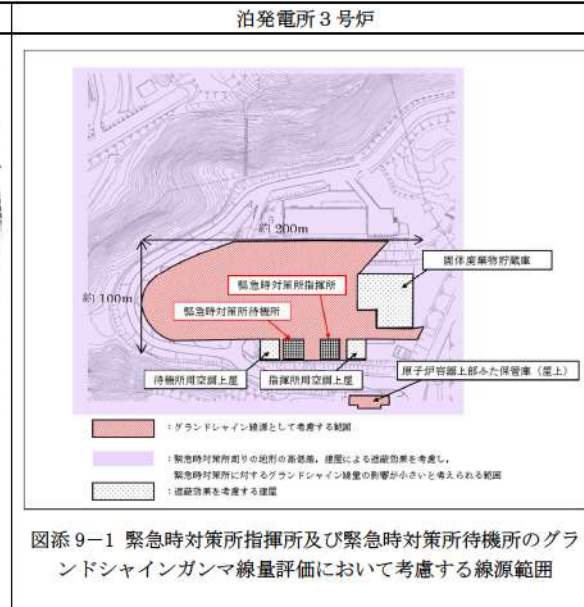 泊発電所3号炉
約 200m
固体廃棄物貯蔵庫
緊急時対策所指揮所
約 100m
緊急時対策所待機所
待機所用空調上屋
指揮所用空調上屋
原子炉容器上部ふた保管庫（屋上）
：グランドシャイン線源として考慮する範囲
：緊急時対策所周りの地形の高低差，建屋による遮蔽効果を考慮し，
緊急時対策所に対するグランドシャイン線量の影響が小さいと考えられる範囲
：遮蔽効果を考慮する建屋
図添 9－1 緊急時対策所指揮所及び緊急時対策所待機所のグラ
ンドシャインガンマ線量評価において考慮する線源範囲